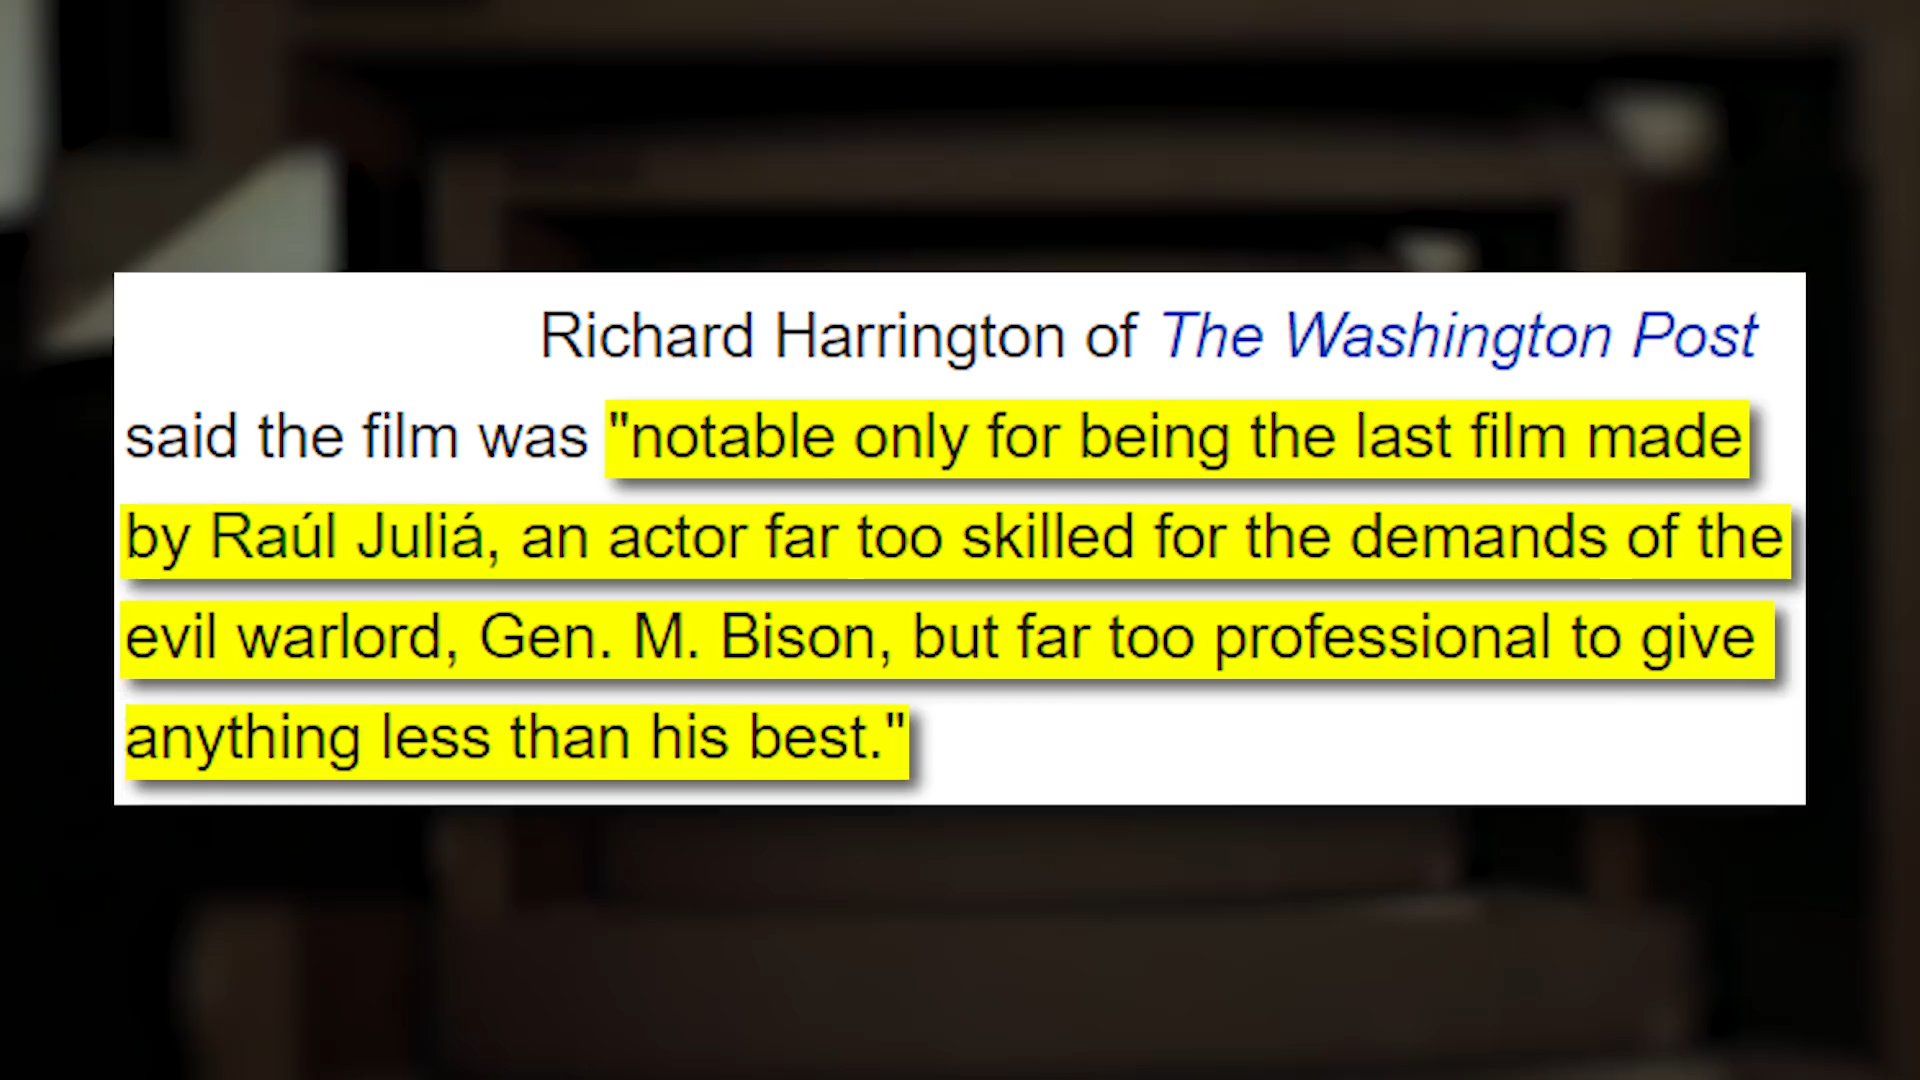 Richard Harrington of The Washington Post
said the film was "notable only for being the last film made
by Raúl Juliá, an actor far too skilled for the demands of the
evil warlord, Gen. M. Bison, but far too professional to give
anything less than his best."